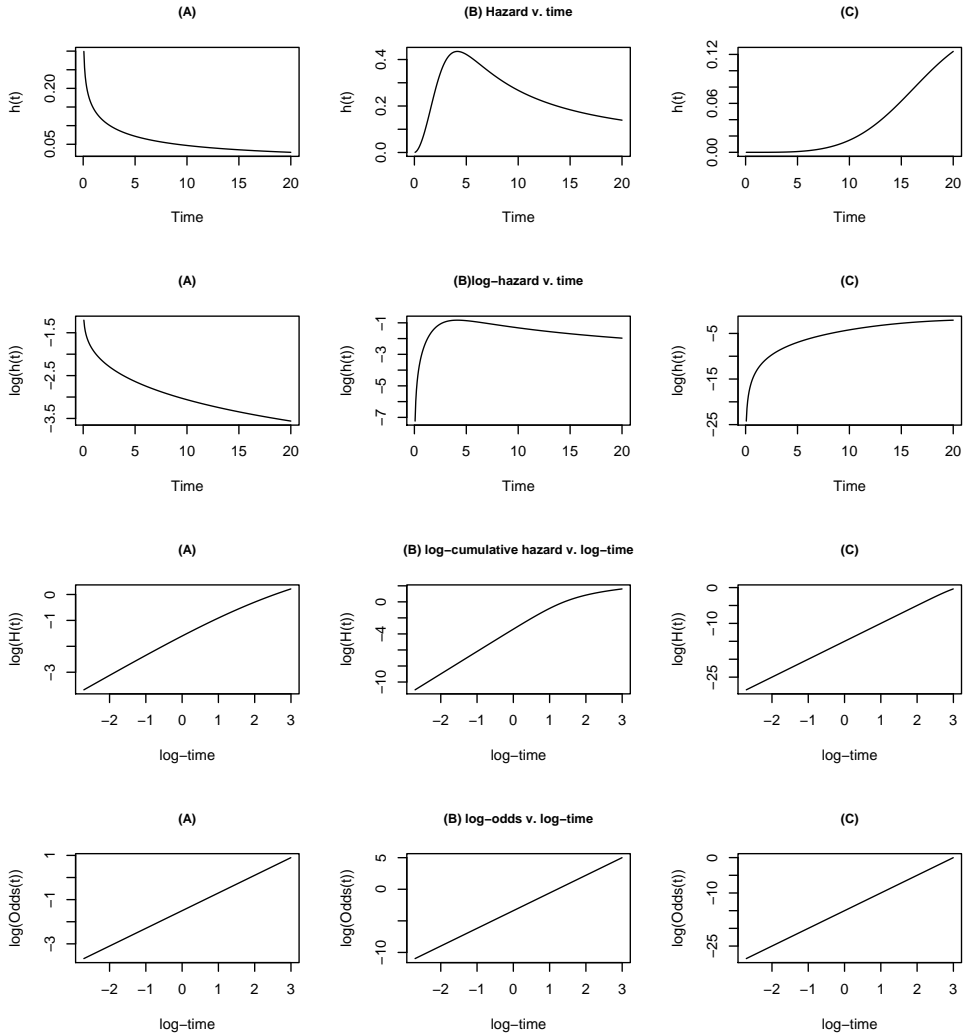 (A)
h(t)
0.05 0.20
0 5 10 15 20
Time
(B) Hazard v. time
h(t)
0.0 0.2 0.4
0 5 10 15 20
Time
(C)
h(t)
0.00 0.06 0.12
0 5 10 15 20
Time
(A)
log(h(t))
−3.5 −2.5 −1.5
0 5 10 15 20
Time
(B)log−hazard v. time
log(h(t))
−7 −5 −3 −1
0 5 10 15 20
Time
(C)
log(h(t))
−25 −15 −5
0 5 10 15 20
Time
(A)
log(H(t))
−3 −1 0
−2 −1 0 1 2 3
log−time
(B) log−cumulative hazard v. log−time
log(H(t))
−10 −4 0
−2 −1 0 1 2 3
log−time
(C)
log(H(t))
−25 −10 0
−2 −1 0 1 2 3
log−time
(A)
log(Odds(t))
−3 −1 1
−2 −1 0 1 2 3
log−time
(B) log−odds v. log−time
log(Odds(t))
−10 0 5
−2 −1 0 1 2 3
log−time
(C)
log(Odds(t))
−25 −10 0
−2 −1 0 1 2 3
log−time